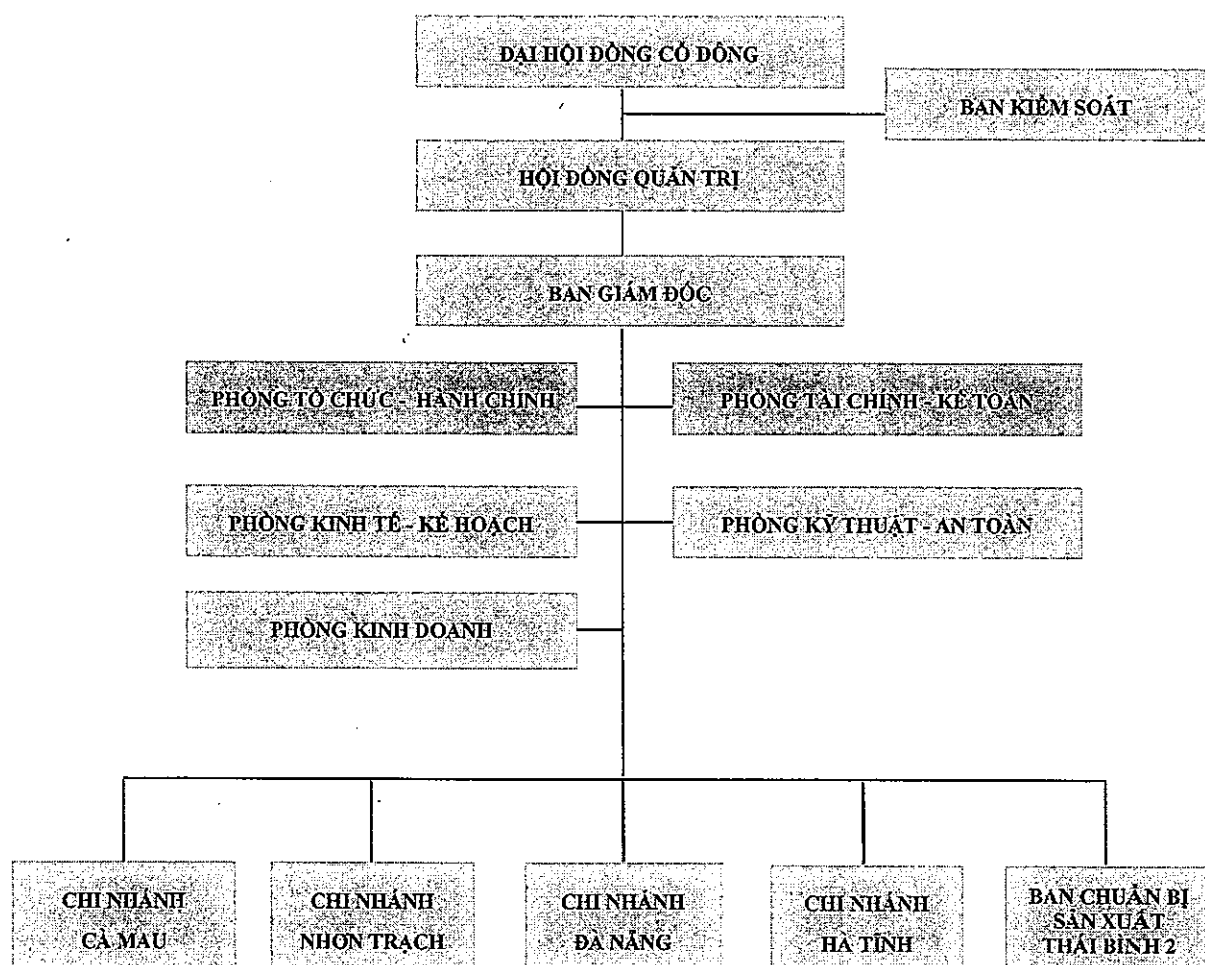 ĐẠI HỘI ĐỒNG CỔ ĐÔNG
BAN KIỂM SOÁT
HỘI ĐỒNG QUẢN TRỊ
BAN GIÁM ĐỐC
PHÒNG TỔ CHỨC - HÀNH CHÍNH
PHÒNG TÀI CHÍNH - KẾ TOÁN
PHÒNG KINH TẾ - KẾ HOẠCH
PHÒNG KỸ THUẬT - AN TOÀN
PHÒNG KINH DOANH
CHI NHÁNH
CÀ MAU
CHI NHÁNH
NHƠN TRẠCH
CHI NHÁNH
ĐÀ NẴNG
CHI NHÁNH
HÀ TĨNH
BAN CHUẨN BỊ
SẢN XUẤT
THÁI BÌNH 2